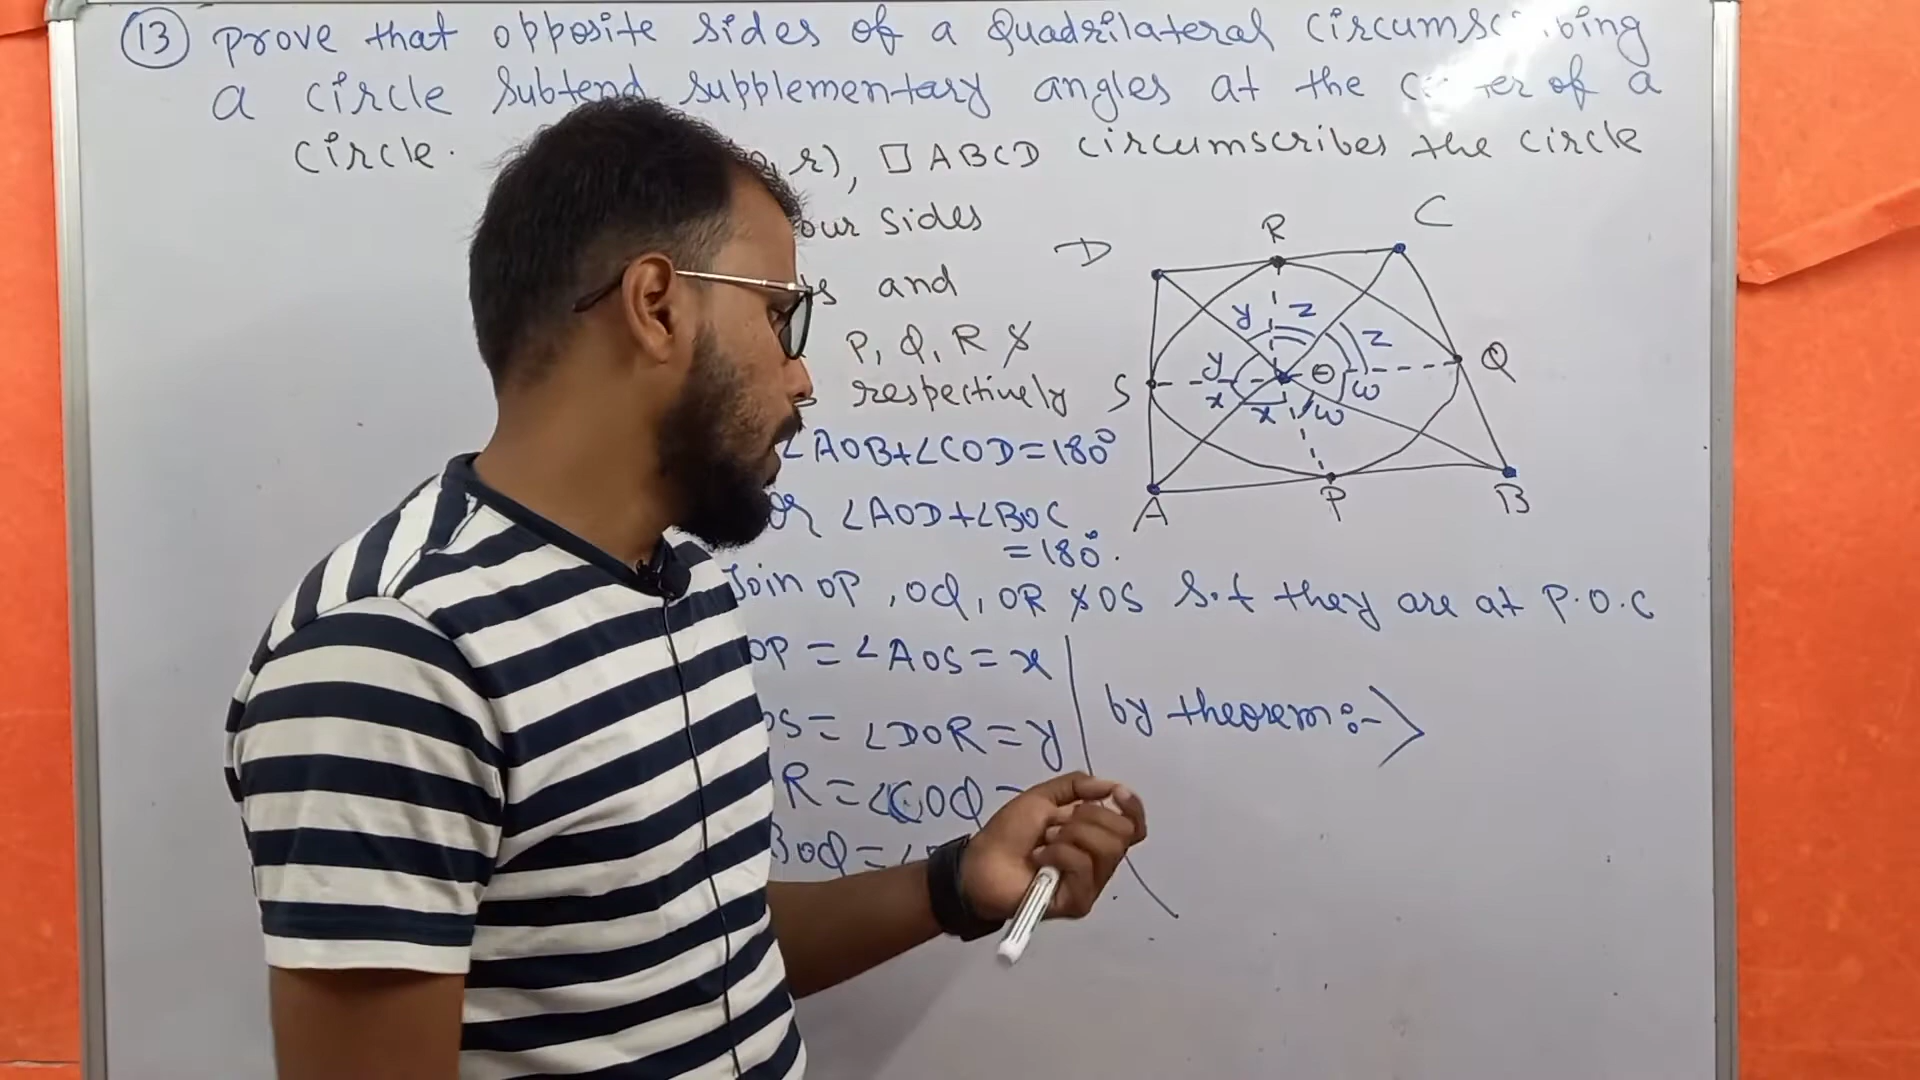 13 prove that opposite sides of a Quadrilateral
a circle subtend supplementary angles at the of a
circle. r), □ABCD circumscribes the circle
our sides
and
P, Q, R &
respectively
∠AOB+∠COD=180°
or ∠AOD+∠BOC
=180°.
Join OP, OQ, OR & OS S.t they are at P.O.C
OP = ∠AOS = x
OS = ∠DOR = y
R = ∠COQ =
BOQ = ∠
by theorem:-
D
R
C
y
z
z
S
y
O
Q
x
x
w
w
A
P
B